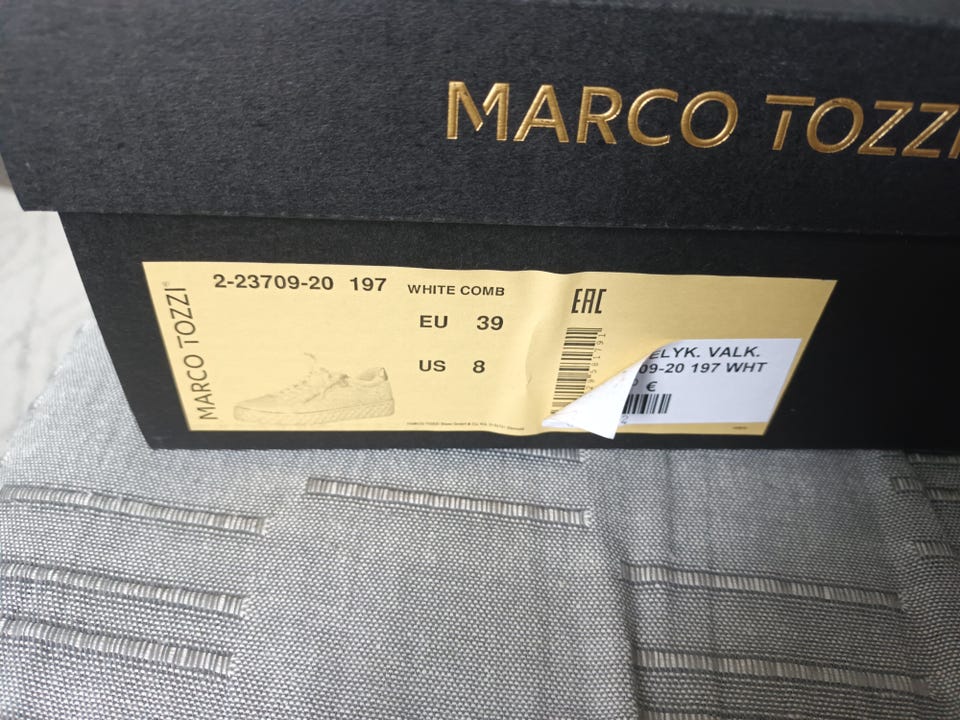 MARCO TOZZI
2-23709-20 197 WHITE COMB
EU 39
US 8
MARCO TOZZI®
EAC
ELYK. VALK.
09-20 197 WHT
€